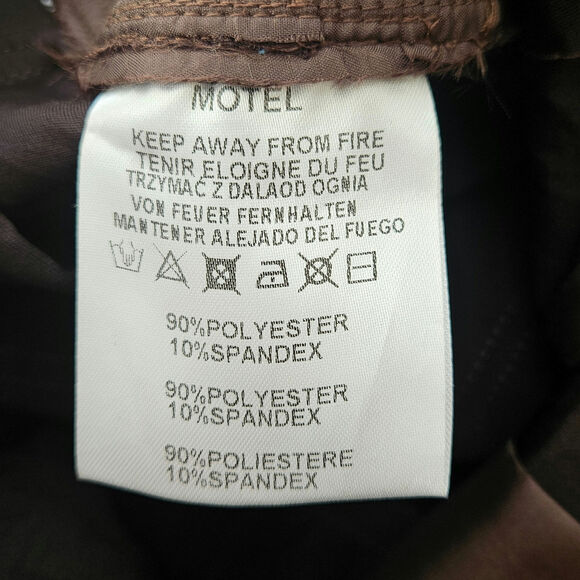 MOTEL
KEEP AWAY FROM FIRE
TENIR ELOIGNE DU FEU
TRZYMAĆ Z DALAOD OGNIA
VON FEUER FERNHALTEN
MANTENER ALEJADO DEL FUEGO
90%POLYESTER
10%SPANDEX
90%POLYESTER
10%SPANDEX
90%POLIESTERE
10%SPANDEX